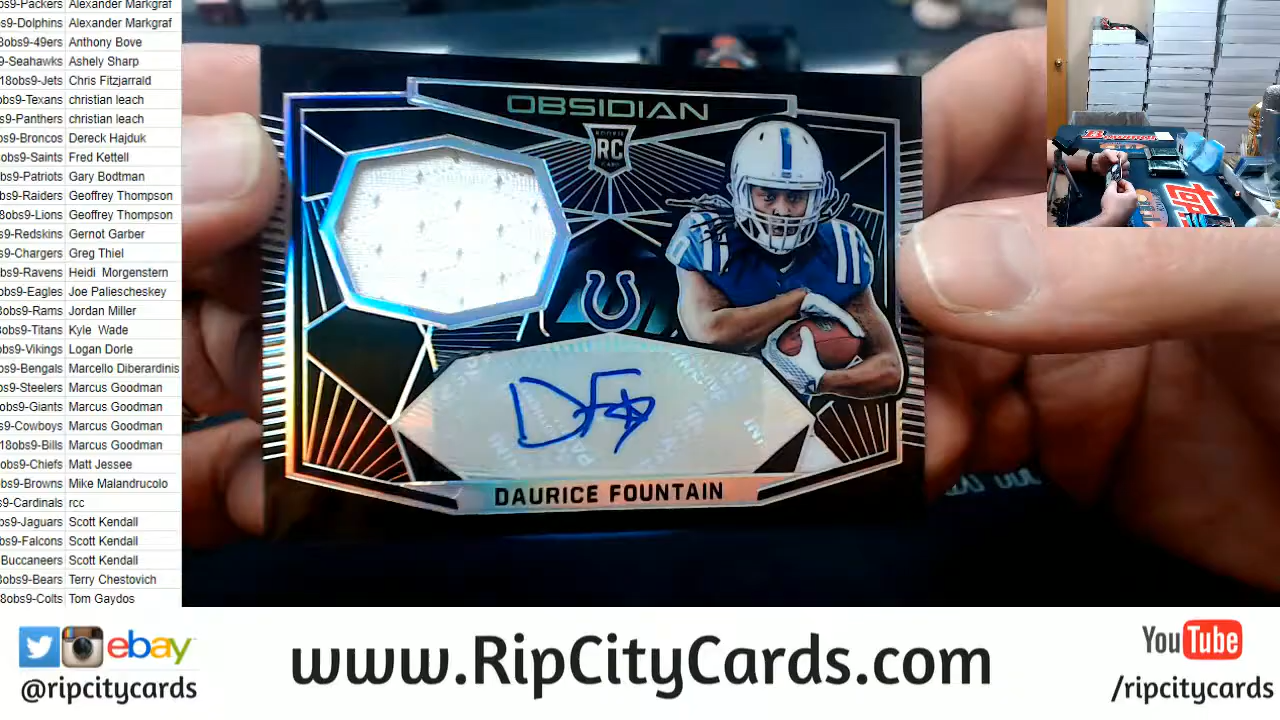 bs9-Packers Alexander Markgraf
s9-Dolphins Alexander Markgraf
8obs9-49ers Anthony Bove
9-Seahawks Ashely Sharp
18obs9-Jets Chris Fitzjarrald
obs9-Texans christian leach
s9-Panthers christian leach
bs9-Broncos Dereck Hajduk
obs9-Saints Fred Kettell
bs9-Patriots Gary Bodtman
bs9-Raiders Geoffrey Thompson
8obs9-Lions Geoffrey Thompson
s9-Redskins Gernot Garber
s9-Chargers Greg Thiel
bs9-Ravens Heidi Morgenstern
obs9-Eagles Joe Paliescheskey
obs9-Rams Jordan Miller
obs9-Titans Kyle Wade
obs9-Vikings Logan Dorle
s9-Bengals Marcello Diberardinis
s9-Steelers Marcus Goodman
obs9-Giants Marcus Goodman
s9-Cowboys Marcus Goodman
18obs9-Bills Marcus Goodman
obs9-Chiefs Matt Jessee
bs9-Browns Mike Malandrucolo
s9-Cardinals rcc
bs9-Jaguars Scott Kendall
bs9-Falcons Scott Kendall
Buccaneers Scott Kendall
8obs9-Bears Terry Chestovich
8obs9-Colts Tom Gaydos
OBSIDIAN
RC
DAURICE FOUNTAIN
ebay
@ripcitycards
www.RipCityCards.com
YouTube
/ripcitycards